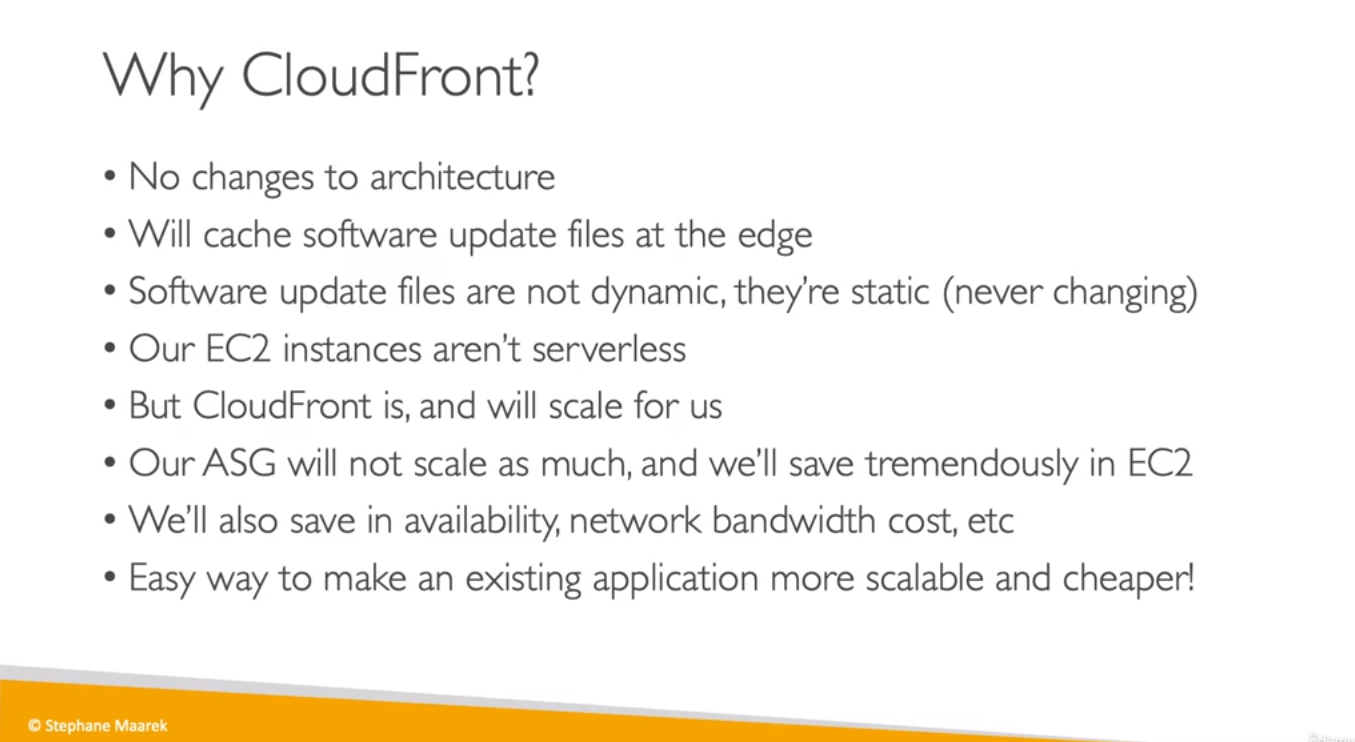 Why CloudFront?
• No changes to architecture
• Will cache software update files at the edge
• Software update files are not dynamic, they’re static (never changing)
• Our EC2 instances aren’t serverless
• But CloudFront is, and will scale for us
• Our ASG will not scale as much, and we’ll save tremendously in EC2
• We’ll also save in availability, network bandwidth cost, etc
• Easy way to make an existing application more scalable and cheaper!
© Stephane Maarek